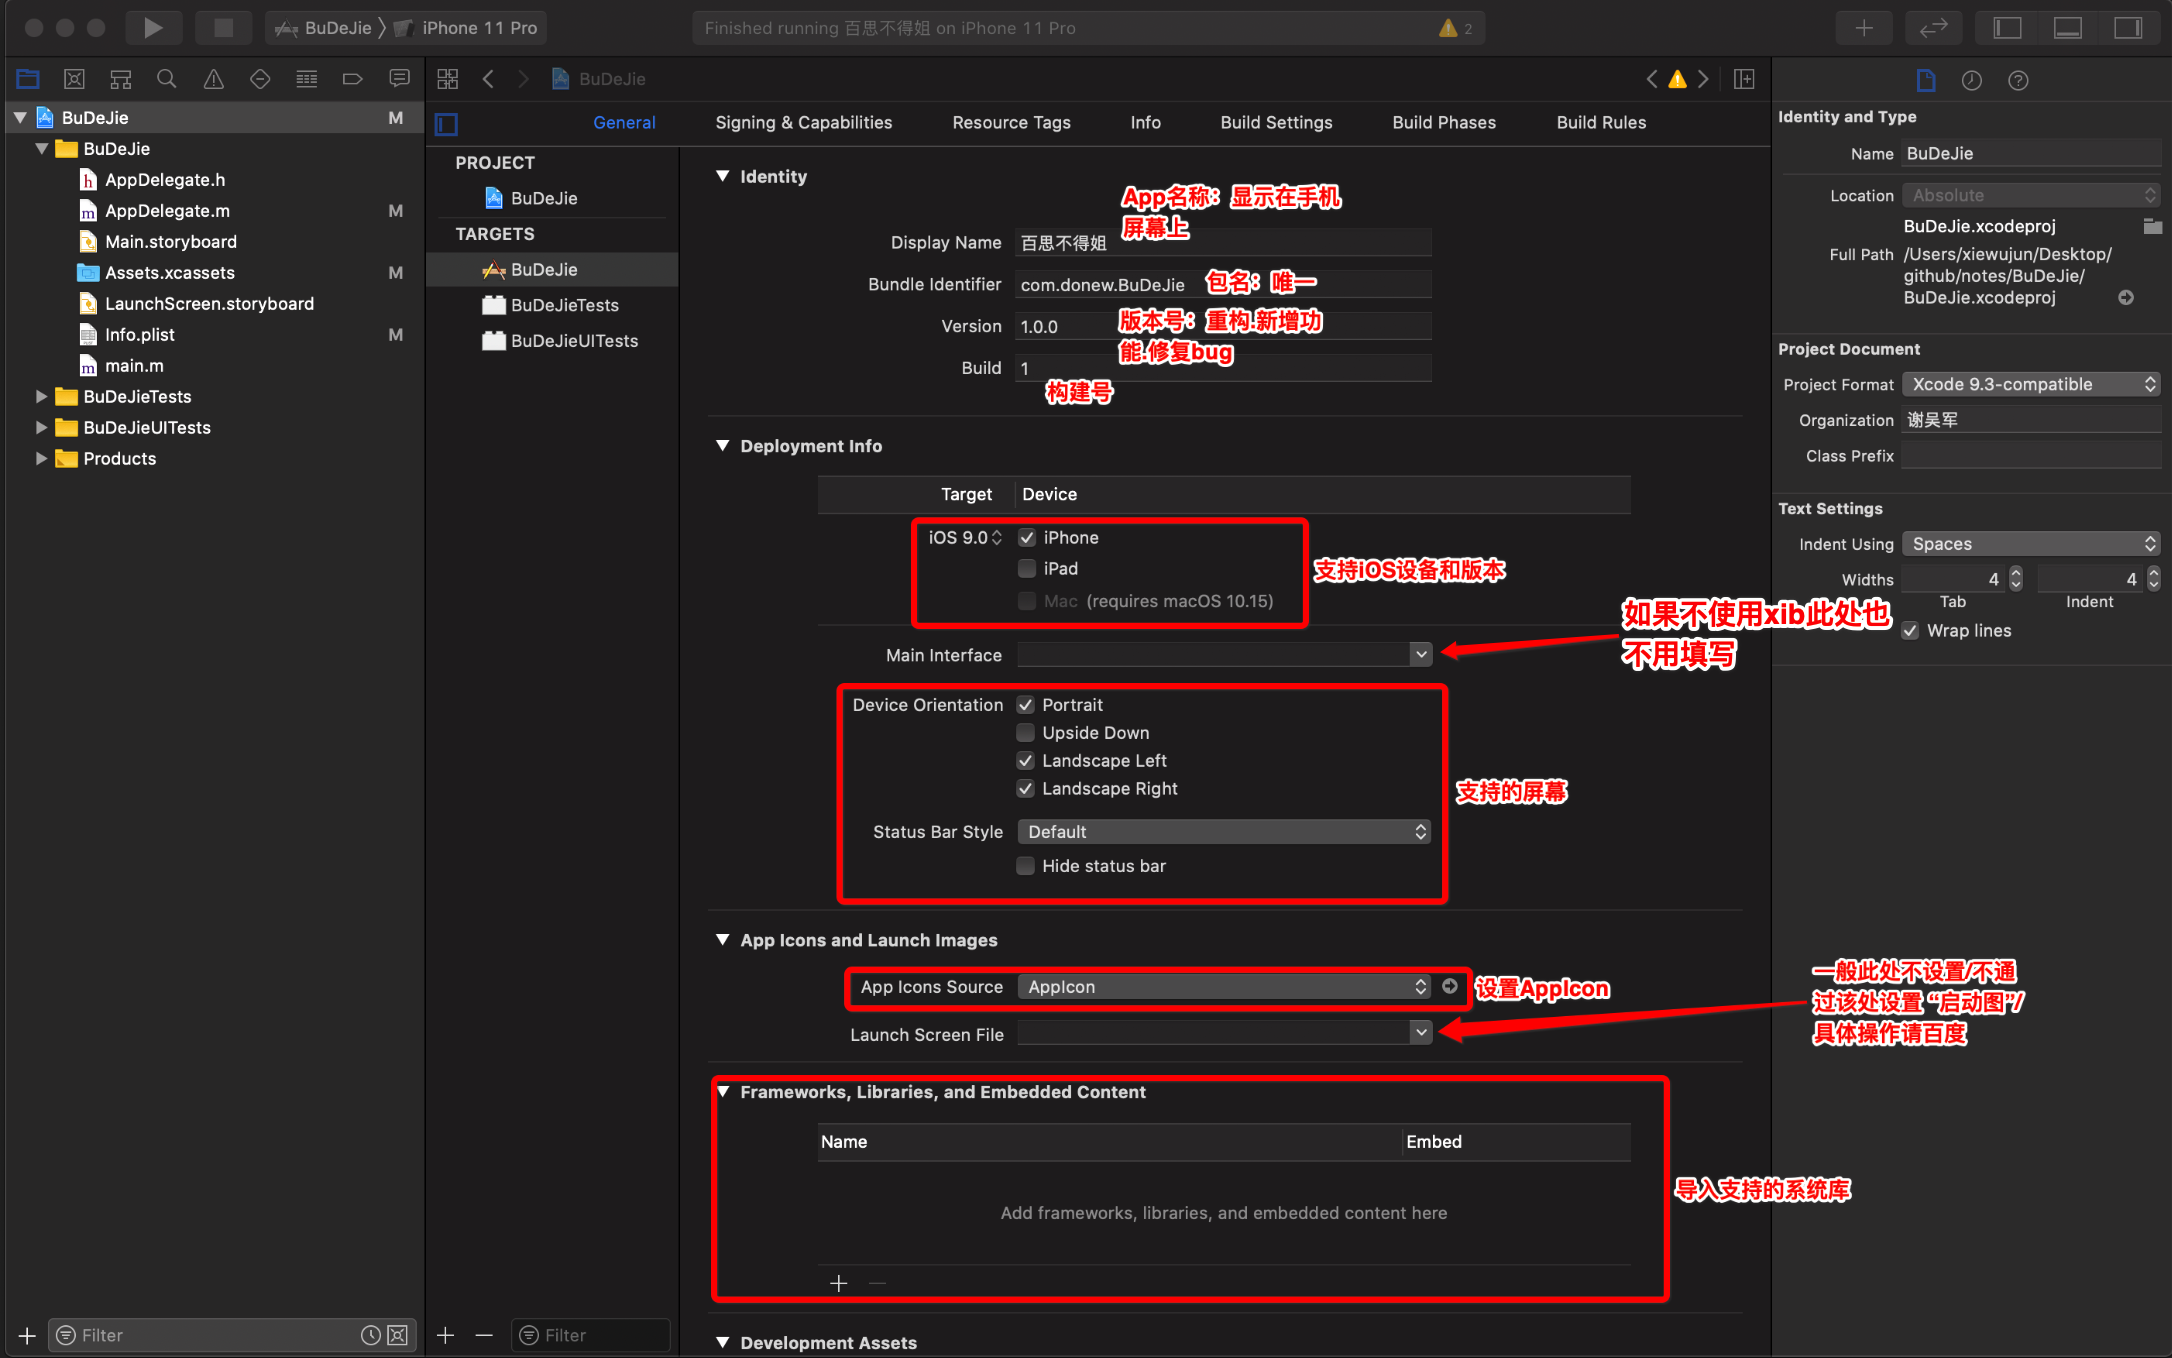 BuDeJie
iPhone 11 Pro
Finished running 百思不得姐 on iPhone 11 Pro
2
BuDeJie
M
BuDeJie
AppDelegate.h
AppDelegate.m
M
Main.storyboard
Assets.xcassets
M
LaunchScreen.storyboard
Info.plist
M
main.m
BuDeJieTests
BuDeJieUITests
Products
Filter
BuDeJie
General
Signing & Capabilities
Resource Tags
Info
Build Settings
Build Phases
Build Rules
PROJECT
BuDeJie
TARGETS
BuDeJie
BuDeJieTests
BuDeJieUITests
Filter
Identity
App名称：显示在手机
屏幕上
Display Name
百思不得姐
Bundle Identifier
com.donew.BuDeJie
包名：唯一
Version
1.0.0
版本号：重构.新增功
能.修复bug
Build
1
构建号
Deployment Info
Target
Device
iOS 9.0
iPhone
iPad
Mac (requires macOS 10.15)
支持iOS设备和版本
Main Interface
如果不使用xib此处也
不用填写
Device Orientation
Portrait
Upside Down
Landscape Left
Landscape Right
支持的屏幕
Status Bar Style
Default
Hide status bar
App Icons and Launch Images
App Icons Source
AppIcon
设置AppIcon
Launch Screen File
一般此处不设置/不通
过该处设置 “启动图”/
具体操作请百度
Frameworks, Libraries, and Embedded Content
Name
Embed
Add frameworks, libraries, and embedded content here
导入支持的系统库
Development Assets
Identity and Type
Name
BuDeJie
Location
Absolute
BuDeJie.xcodeproj
Full Path
/Users/xiewujun/Desktop/
github/notes/BuDeJie/
BuDeJie.xcodeproj
Project Document
Project Format
Xcode 9.3-compatible
Organization
谢吴军
Class Prefix
Text Settings
Indent Using
Spaces
Widths
4
4
Tab
Indent
Wrap lines